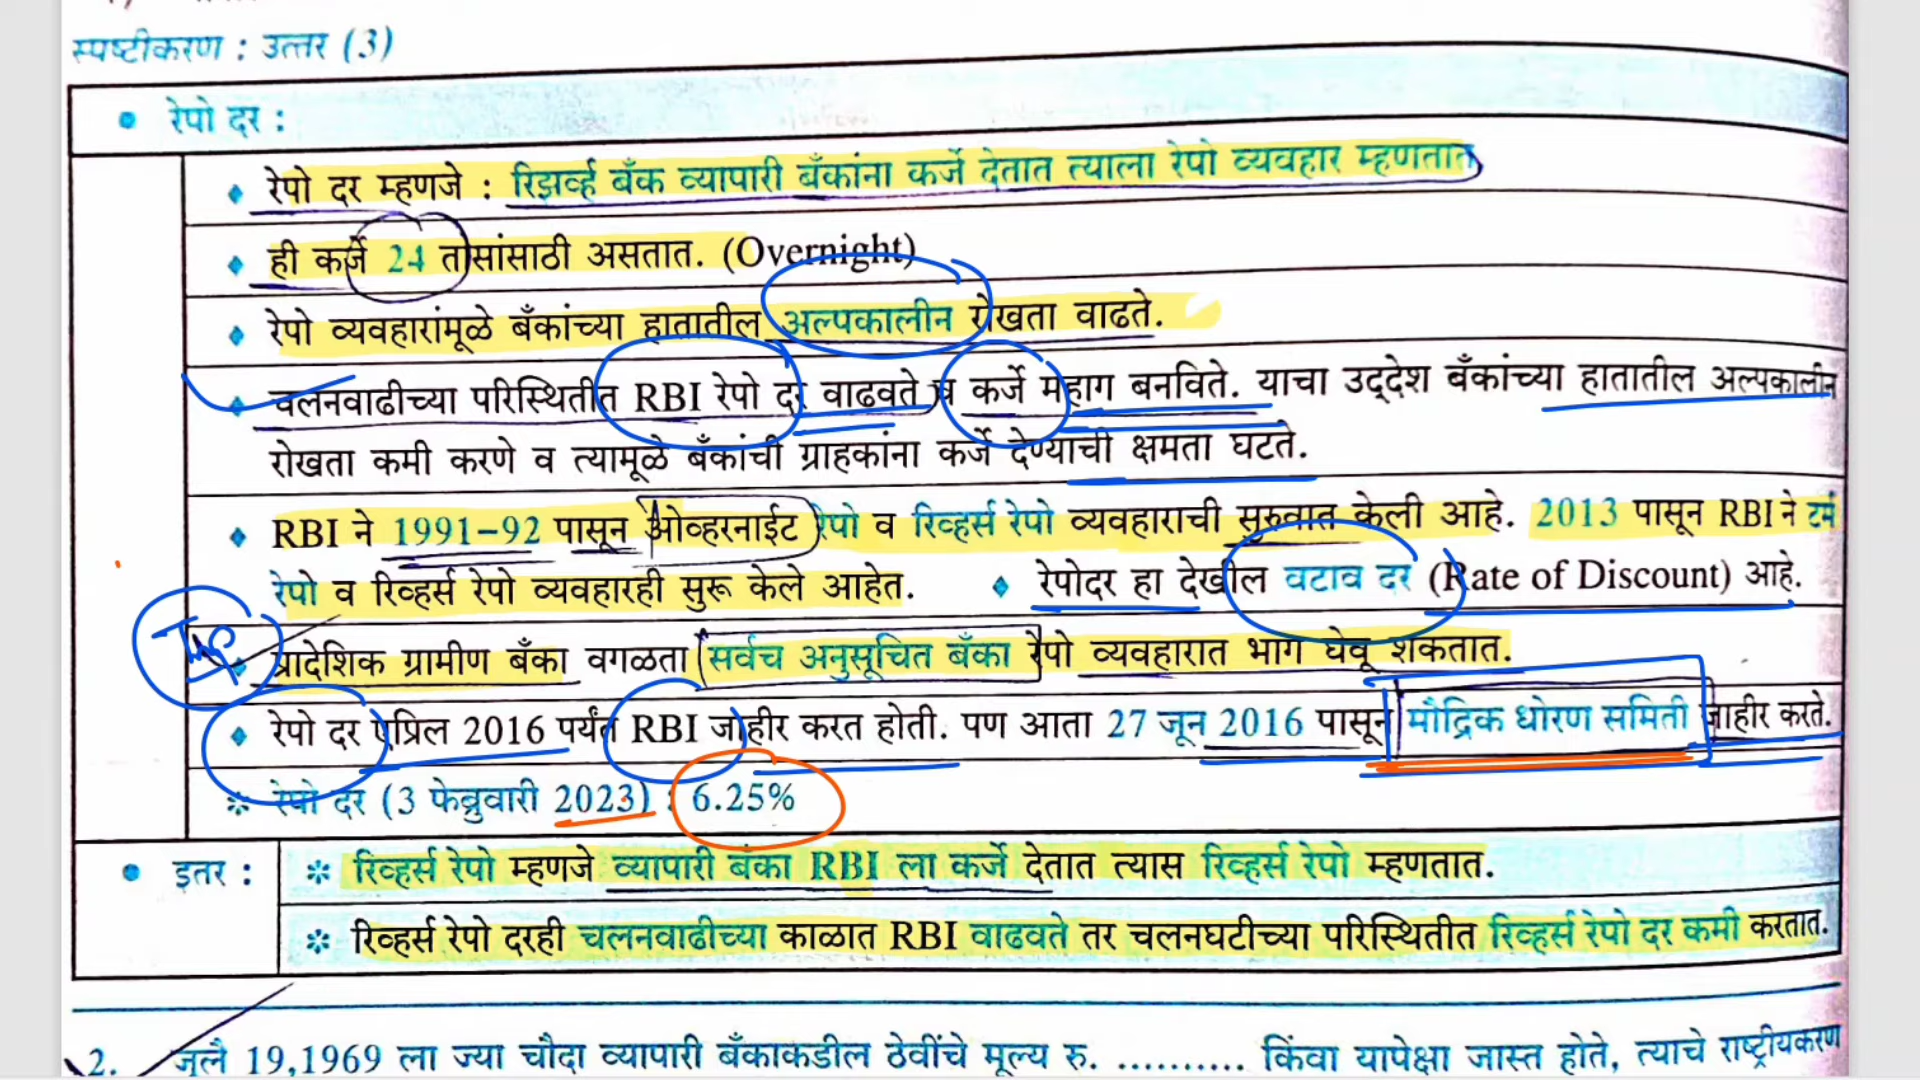 स्पष्टीकरण : उत्तर (3)
रेपो दर :
रेपो दर म्हणजे : रिझर्व्ह बँक व्यापारी बँकांना कर्जे देतात त्याला रेपो व्यवहार म्हणतात
ही कर्जे 24 तासांसाठी असतात. (Overnight)
रेपो व्यवहारांमूळे बँकांच्या हातातील अल्पकालीन रोखता वाढते.
चलनवाढीच्या परिस्थितीत RBI रेपो दर वाढवते व कर्जे महाग बनविते. याचा उद्देश बँकांच्या हातातील अल्पकालीन
रोखता कमी करणे व त्यामूळे बँकांची ग्राहकांना कर्जे देण्याची क्षमता घटते.
RBI ने 1991-92 पासून ओव्हरनाईट रेपो व रिव्हर्स रेपो व्यवहाराची सुरुवात केली आहे. 2013 पासून RBI ने टर्म
रेपो व रिव्हर्स रेपो व्यवहारही सुरू केले आहेत. रेपोदर हा देखील वटाव दर (Rate of Discount) आहे.
प्रादेशिक ग्रामीण बँका वगळता सर्वच अनुसूचित बँका रेपो व्यवहारात भाग घेवू शकतात.
रेपो दर एप्रिल 2016 पर्यंत RBI जाहीर करत होती. पण आता 27 जून 2016 पासून मौद्रिक धोरण समिती जाहीर करते.
रेपो दर (3 फेब्रुवारी 2023) : 6.25%
इतर :
रिव्हर्स रेपो म्हणजे व्यापारी बँका RBI ला कर्जे देतात त्यास रिव्हर्स रेपो म्हणतात.
रिव्हर्स रेपो दरही चलनवाढीच्या काळात RBI वाढवते तर चलनघटीच्या परिस्थितीत रिव्हर्स रेपो दर कमी करतात.
2. जुलै 19,1969 ला ज्या चौदा व्यापारी बँकाकडील ठेवींचे मूल्य रु. .......... किंवा यापेक्षा जास्त होते, त्याचे राष्ट्रीयकरण